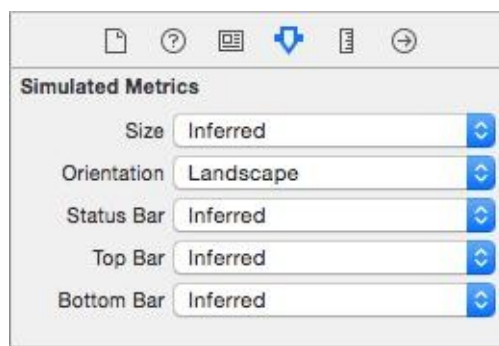 Simulated Metrics
Size Inferred
Orientation Landscape
Status Bar Inferred
Top Bar Inferred
Bottom Bar Inferred